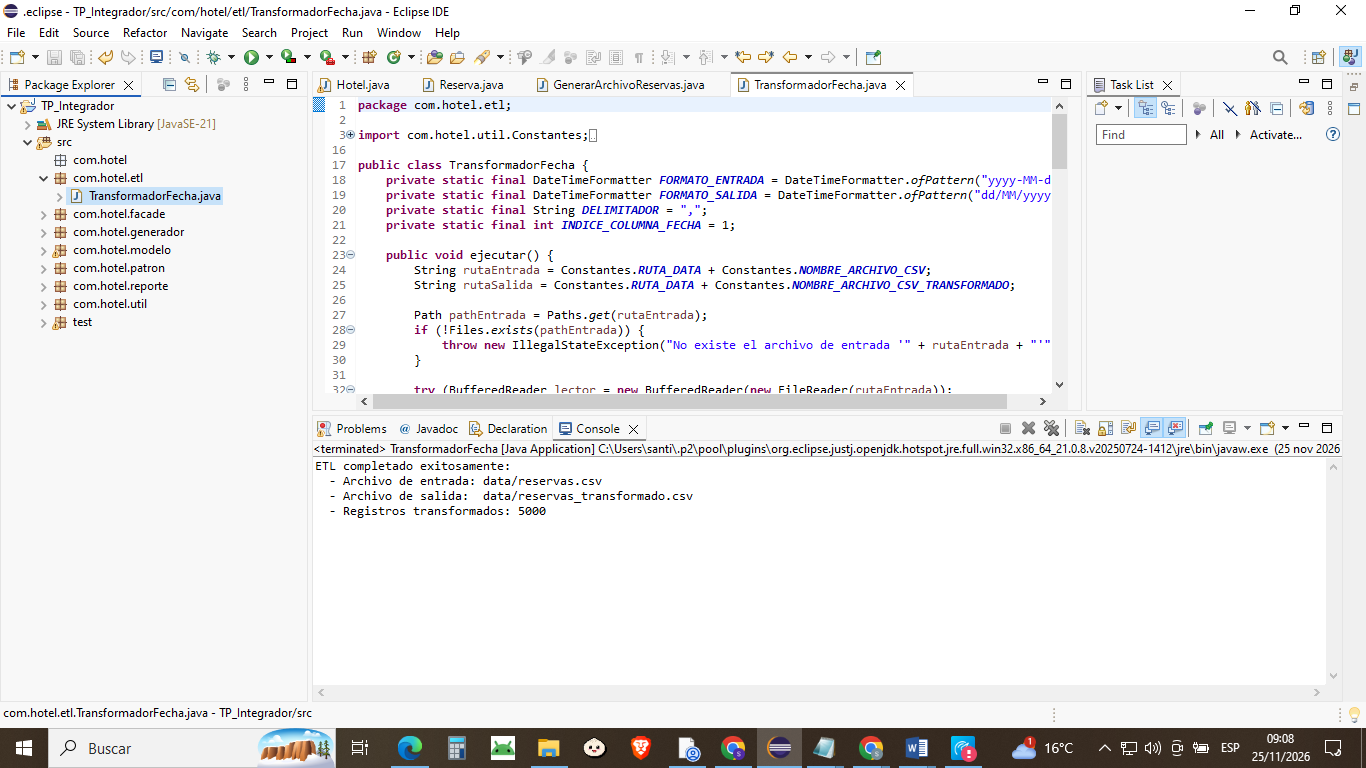 .eclipse - TP_Integrador/src/com/hotel/etl/TransformadorFecha.java - Eclipse IDE
File Edit Source Refactor Navigate Search Project Run Window Help
Package Explorer
TP_Integrador
JRE System Library [JavaSE-21]
src
com.hotel
com.hotel.etl
TransformadorFecha.java
com.hotel.facade
com.hotel.generador
com.hotel.modelo
com.hotel.patron
com.hotel.reporte
com.hotel.util
test
Hotel.java Reserva.java GenerarArchivoReservas.java TransformadorFecha.java
1 package com.hotel.etl;
2
3 import com.hotel.util.Constantes;
16
17 public class TransformadorFecha {
18 private static final DateTimeFormatter FORMATO_ENTRADA = DateTimeFormatter.ofPattern("yyyy-MM-d
19 private static final DateTimeFormatter FORMATO_SALIDA = DateTimeFormatter.ofPattern("dd/MM/yyyy
20 private static final String DELIMITADOR = ",";
21 private static final int INDICE_COLUMNA_FECHA = 1;
22
23 public void ejecutar() {
24 String rutaEntrada = Constantes.RUTA_DATA + Constantes.NOMBRE_ARCHIVO_CSV;
25 String rutaSalida = Constantes.RUTA_DATA + Constantes.NOMBRE_ARCHIVO_CSV_TRANSFORMADO;
26
27 Path pathEntrada = Paths.get(rutaEntrada);
28 if (!Files.exists(pathEntrada)) {
29 throw new IllegalStateException("No existe el archivo de entrada '" + rutaEntrada + "'"
30 }
31
32 try (BufferedReader lector = new BufferedReader(new FileReader(rutaEntrada));
Task List
Find All Activate...
Problems Javadoc Declaration Console
<terminated> TransformadorFecha [Java Application] C:\Users\santi\.p2\pool\plugins\org.eclipse.justj.openjdk.hotspot.jre.full.win32.x86_64_21.0.8.v20250724-1412\jre\bin\javaw.exe (25 nov 2026
ETL completado exitosamente:
- Archivo de entrada: data/reservas.csv
- Archivo de salida: data/reservas_transformado.csv
- Registros transformados: 5000
com.hotel.etl.TransformadorFecha.java - TP_Integrador/src
Buscar
1
16°C
ESP
09:08
25/11/2026